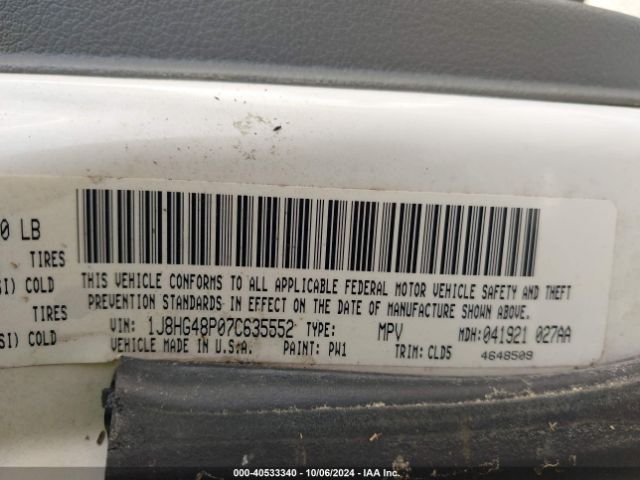 0 LB
TIRES
SI) COLD
TIRES
SI) COLD
THIS VEHICLE CONFORMS TO ALL APPLICABLE FEDERAL MOTOR VEHICLE SAFETY AND THEFT
PREVENTION STANDARDS IN EFFECT ON THE DATE OF MANUFACTURE SHOWN ABOVE.
VIN: 1J8HG48P07C635552 TYPE: MPV MDH:041921 027AA
VEHICLE MADE IN U.S.A. PAINT: PW1 TRIM: CLD5 4648509
00-40533340 | 10/06/2024 | IAA Inc.